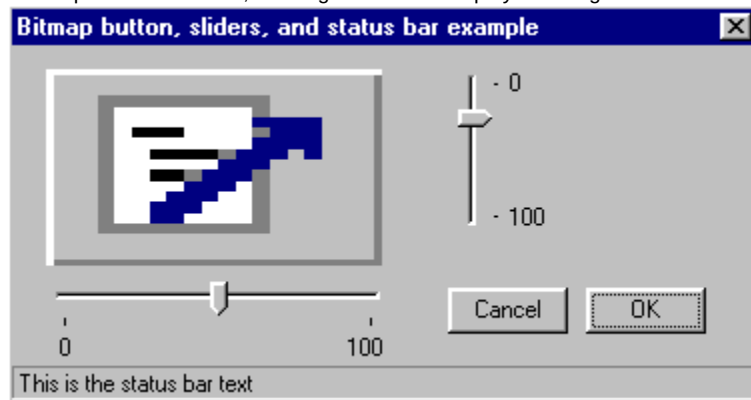 Bitmap button, sliders, and status bar example
- 0
- 100
0
100
Cancel
OK
This is the status bar text